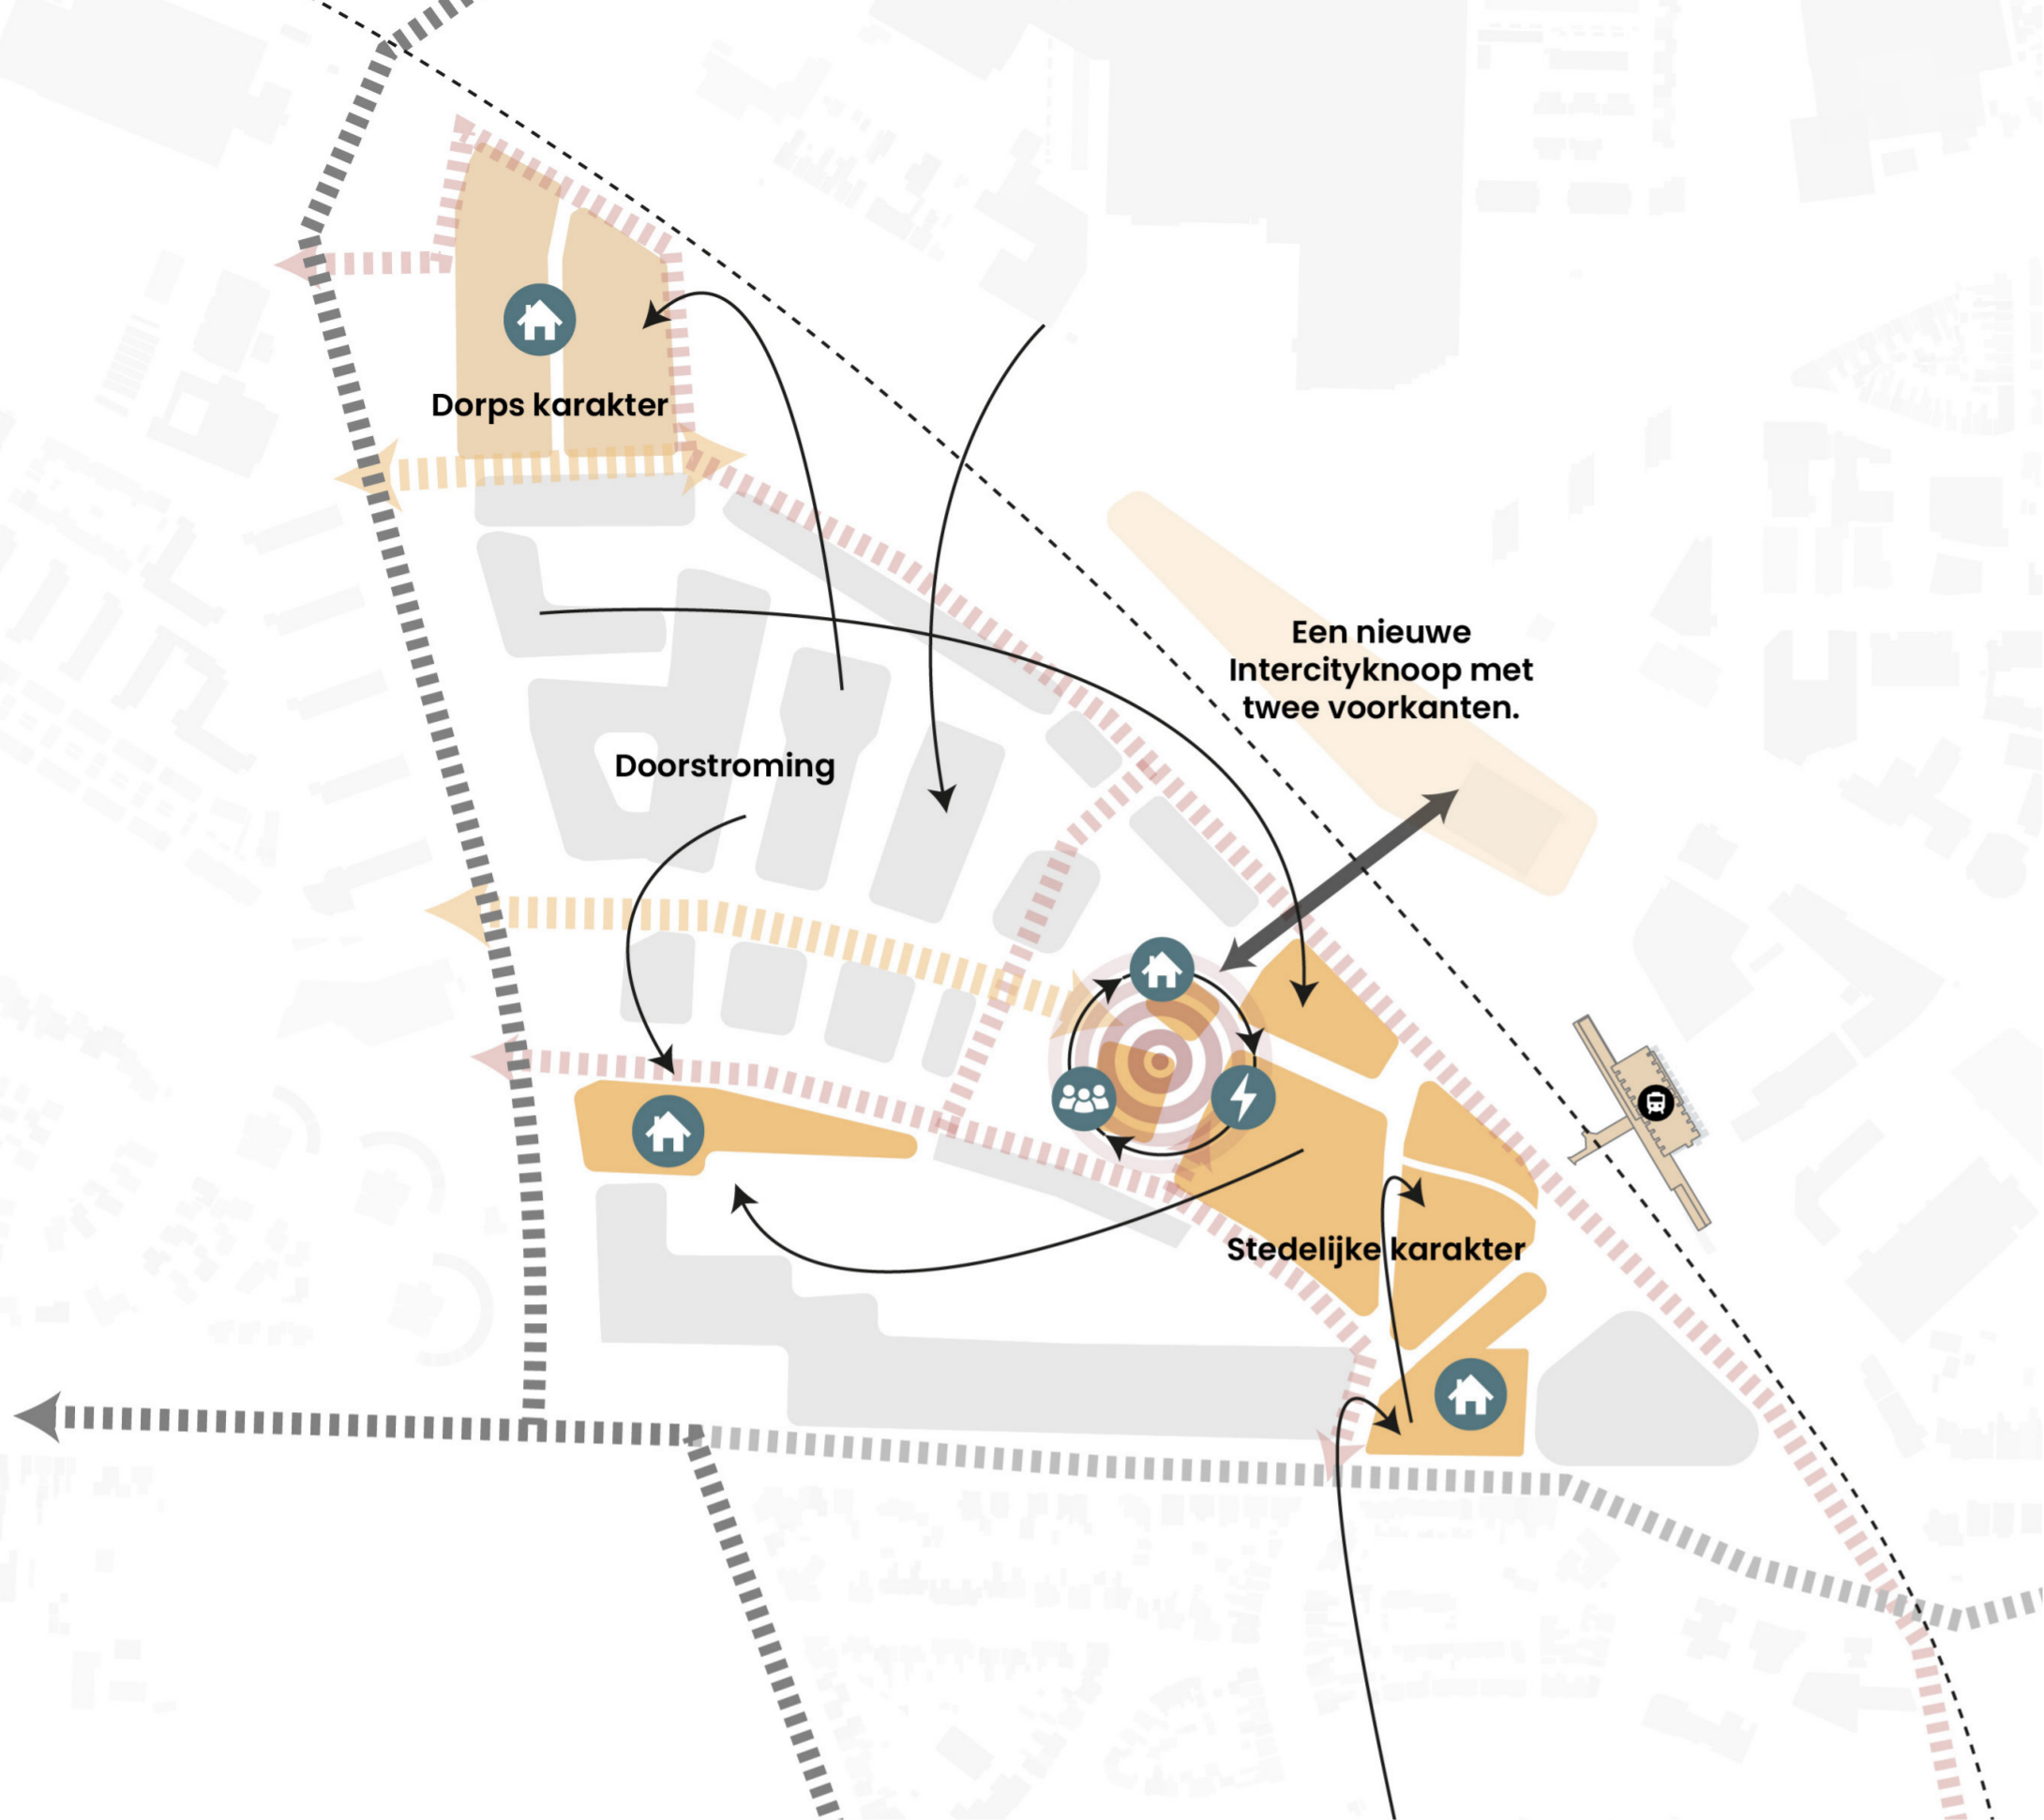 Dorps karakter
Een nieuwe
Intercityknoop met
twee voorkanten.
Doorstroming
Stedelijke karakter